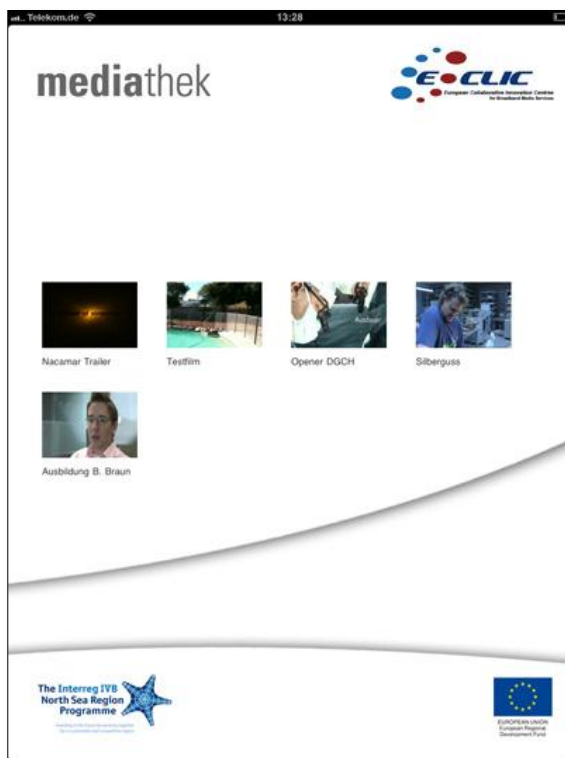 Telekom.de
13:28
mediathek
E CLIC
European Collaborative Innovation Centre
for Broadband Media Services
Nacamar Trailer
Testfilm
Opener DGCH
Silberguss
Ausbildung B. Braun
The Interreg IVB
North Sea Region
Programme
EUROPEAN UNION
European Regional
Development Fund